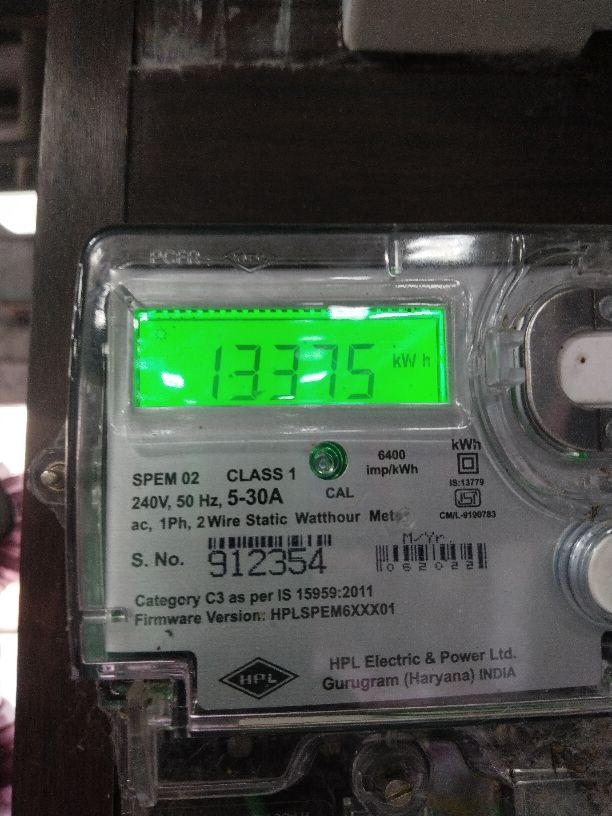 13375 kWh
6400
imp/kWh
kWh
IS:13779
CM/L-9190783
CAL
SPEM 02 CLASS 1
240V, 50 Hz, 5-30A
ac, 1Ph, 2 Wire Static Watthour Meter
S. No. 912354
M/Yr.
062022
Category C3 as per IS 15959:2011
Firmware Version: HPLSPEM6XXX01
HPL
HPL Electric & Power Ltd.
Gurugram (Haryana) INDIA